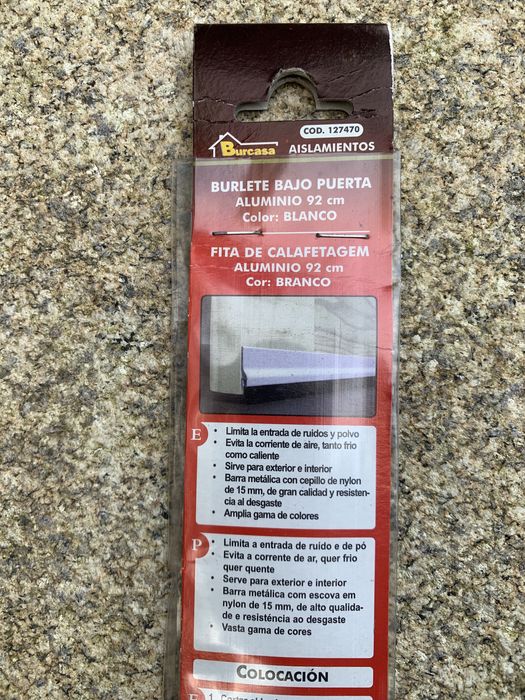 COD. 127470
Burcasa
AISLAMIENTOS
BURLETE BAJO PUERTA
ALUMINIO 92 cm
Color: BLANCO
FITA DE CALAFETAGEM
ALUMINIO 92 cm
Cor: BRANCO
E
• Limita la entrada de ruidos y polvo
• Evita la corriente de aire, tanto frio
como caliente
• Sirve para exterior e interior
• Barra metálica con cepillo de nylon
de 15 mm, de gran calidad y resisten-
cia al desgaste
• Amplia gama de colores
P
• Limita a entrada de ruido e de pó
• Evita a corrente de ar, quer frio
quer quente
• Serve para exterior e interior
• Barra metálica com escova em
nylon de 15 mm, de alto qualida-
de e resisténcia ao desgaste
• Vasta gama de cores
COLOCACIÓN
E
1.